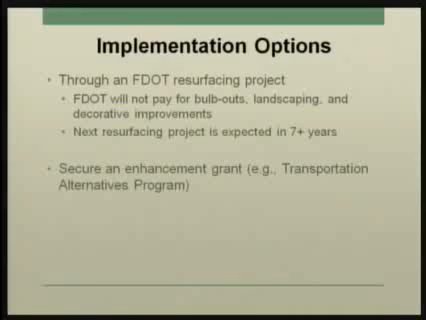 Implementation Options
• Through an FDOT resurfacing project
• FDOT will not pay for bulb-outs, landscaping, and
decorative improvements
• Next resurfacing project is expected in 7+ years
• Secure an enhancement grant (e.g., Transportation
Alternatives Program)